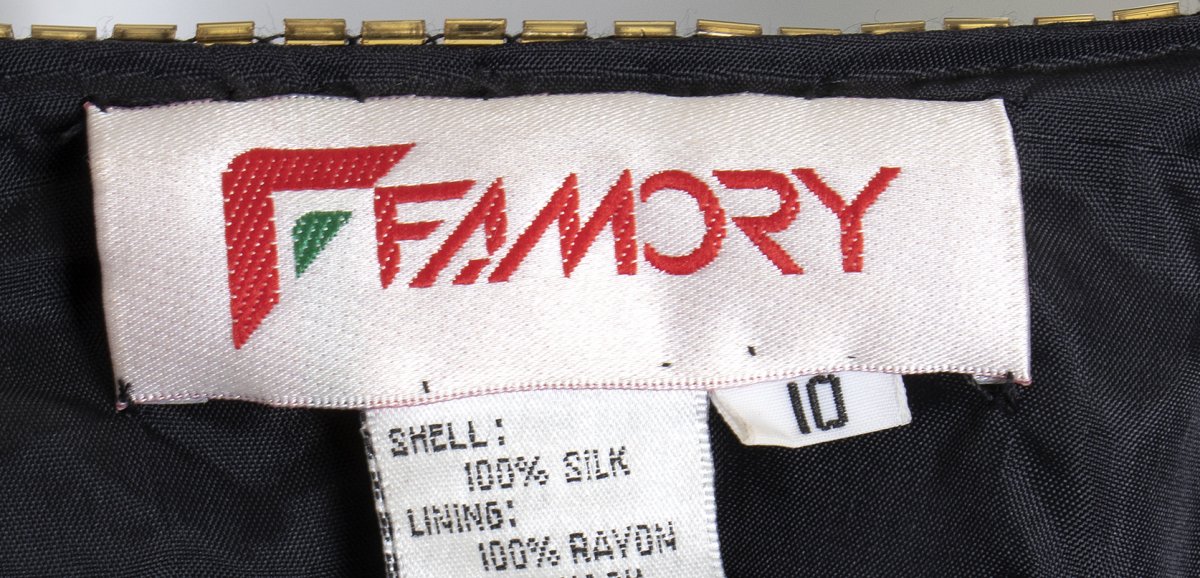 FAMORY
10
SHELL:
100% SILK
LINING:
100% RAYON